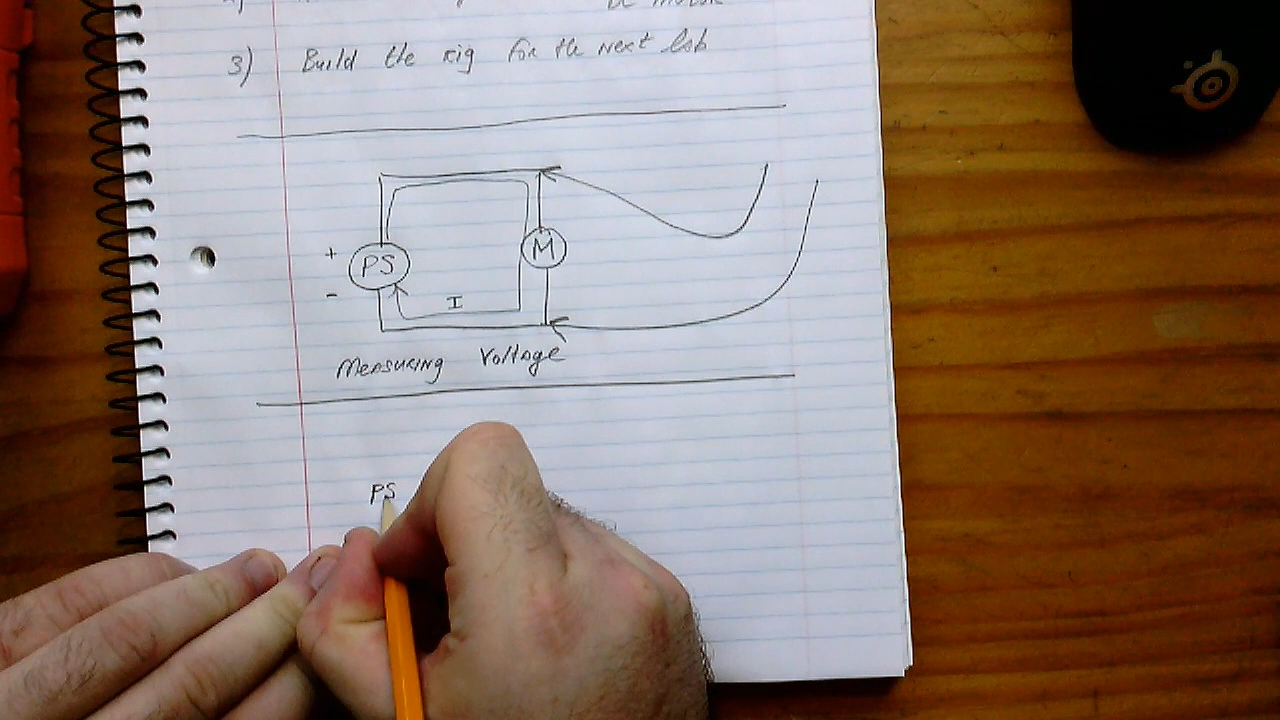 3) Build the rig for the next lab
+
PS
M
-
I
Measuring Voltage
PS